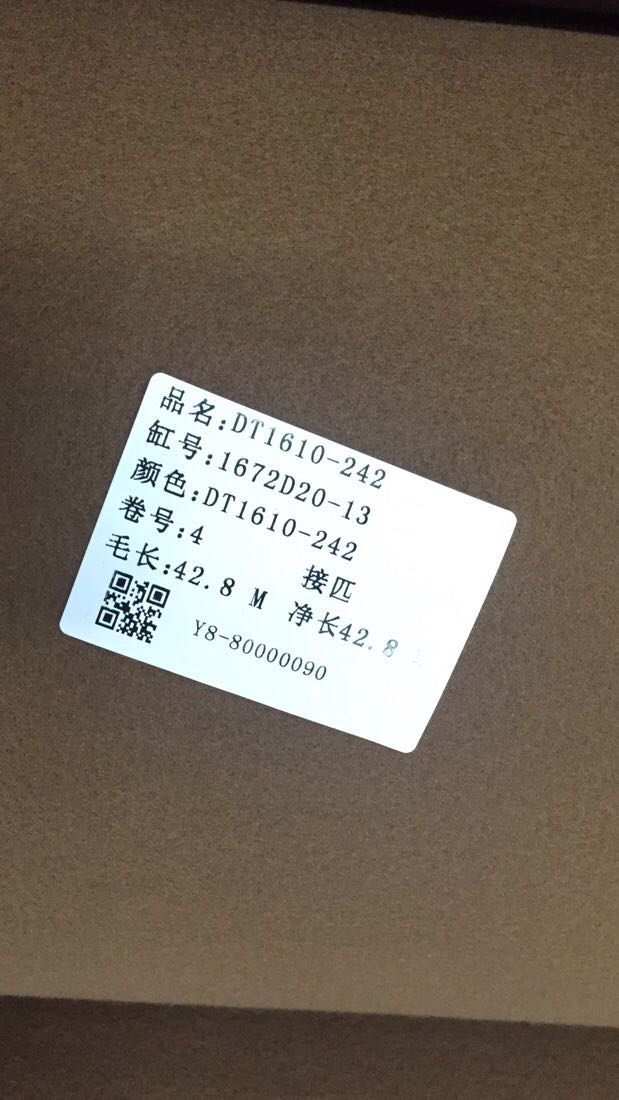 品名:DT1610-242
缸号:1672D20-13
颜色:DT1610-242
卷号:4 接匹
毛长:42.8 M 净长42.8
Y8-80000090